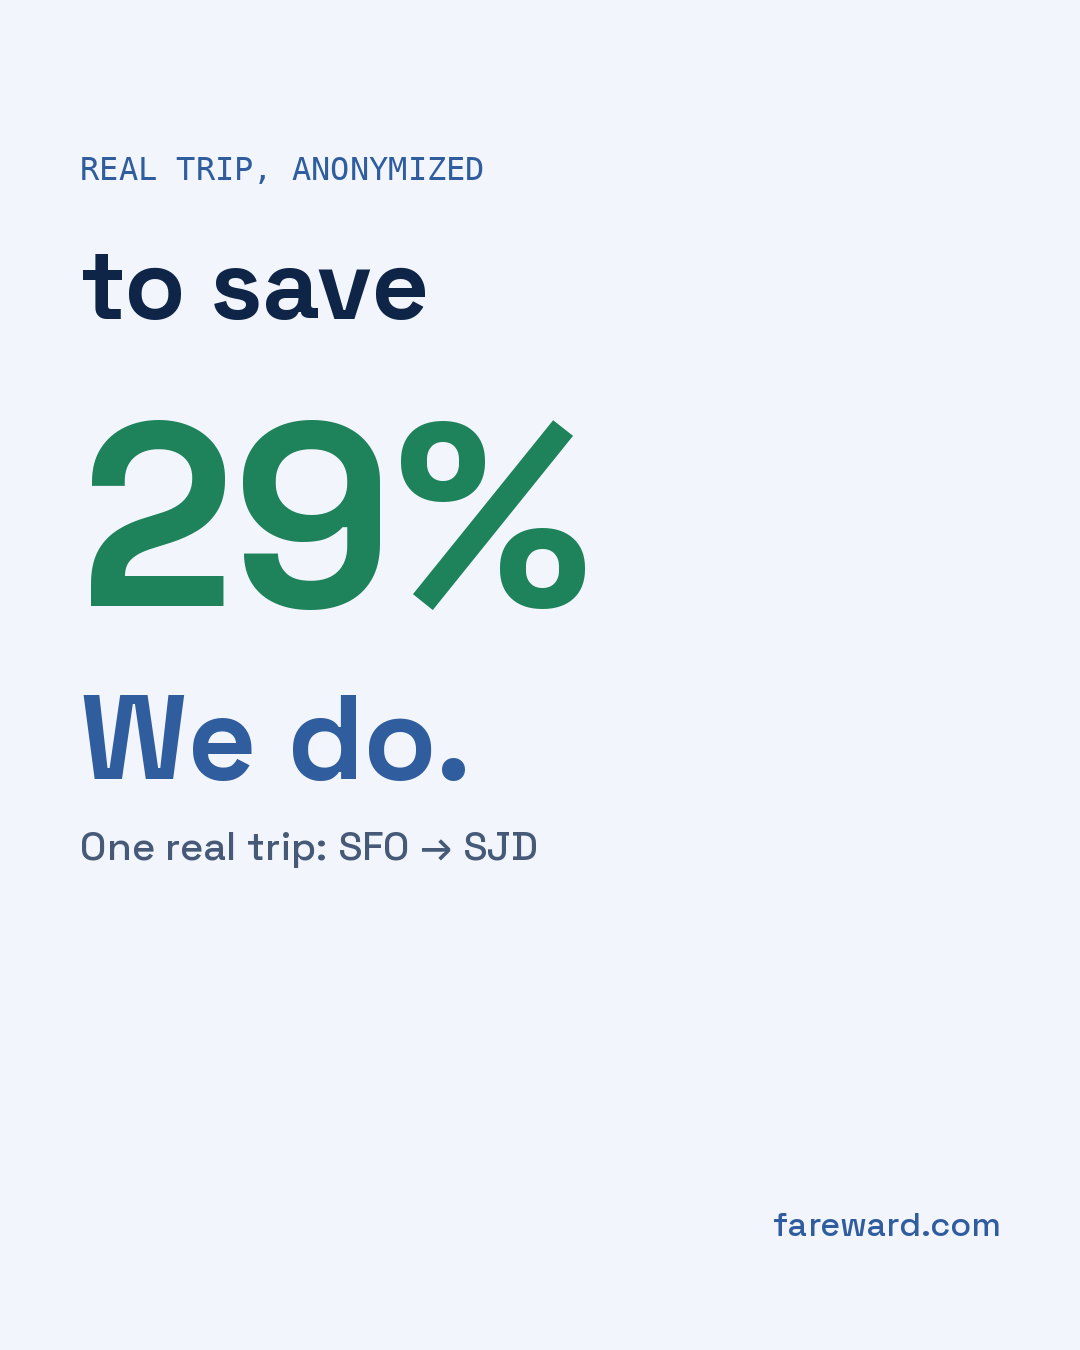 REAL TRIP, ANONYMIZED
to save
29%
We do.
One real trip: SFO → SJD
fareward.com